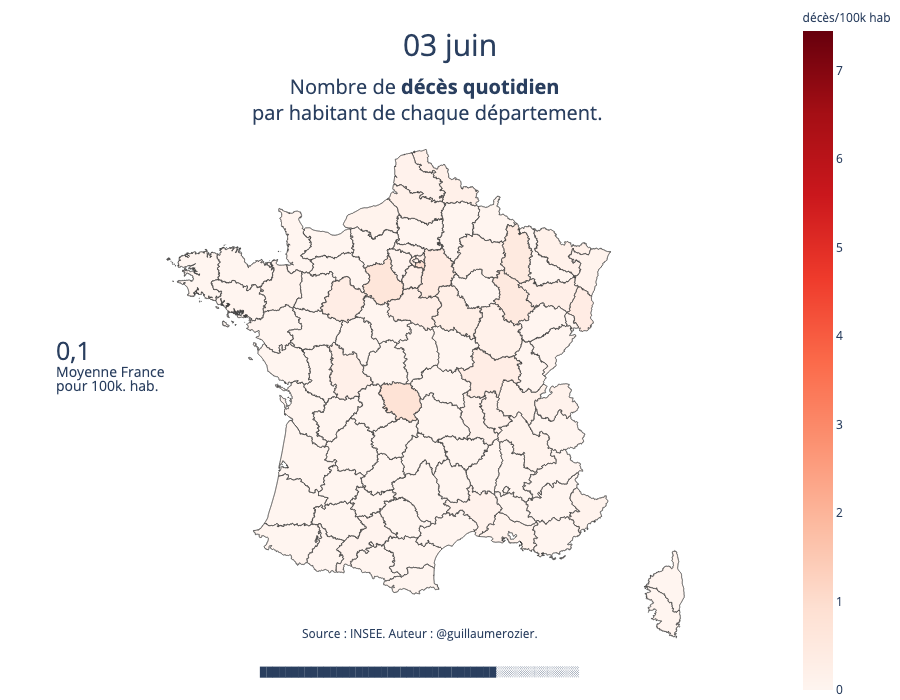 décès/100k hab
03 juin
Nombre de décès quotidien
par habitant de chaque département.
7
6
5
4
3
2
1
0
0,1
Moyenne France
pour 100k. hab.
Source : INSEE. Auteur : @guillaumerozier.